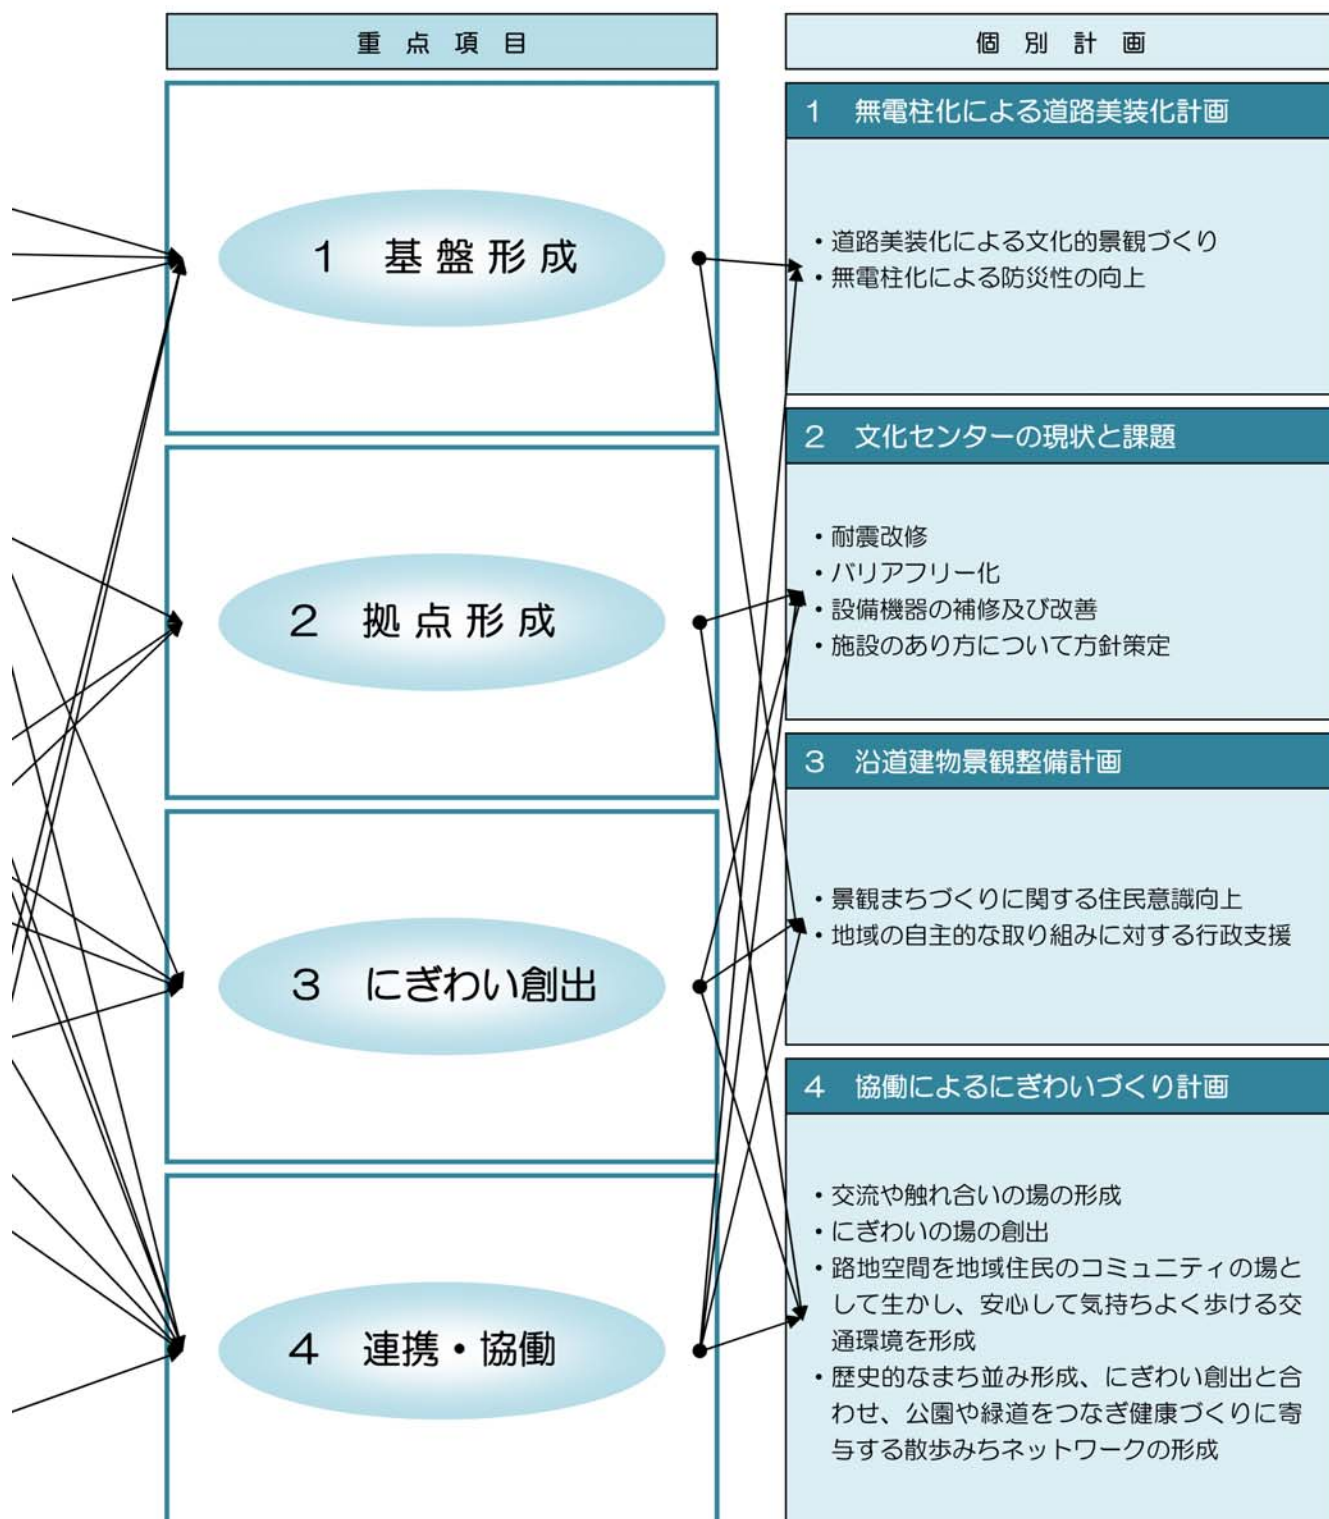 重点項目
１　基盤形成
２　拠点形成
３　にぎわい創出
４　連携・協働
個別計画
１　無電柱化による道路美装化計画
・道路美装化による文化的景観づくり
・無電柱化による防災性の向上
２　文化センターの現状と課題
・耐震改修
・バリアフリー化
・設備機器の補修及び改善
・施設のあり方について方針策定
３　沿道建物景観整備計画
・景観まちづくりに関する住民意識向上
・地域の自主的な取り組みに対する行政支援
４　協働によるにぎわいづくり計画
・交流や触れ合いの場の形成
・にぎわいの場の創出
・路地空間を地域住民のコミュニティの場と
して生かし、安心して気持ちよく歩ける交
通環境を形成
・歴史的なまち並み形成、にぎわい創出と合
わせ、公園や緑道をつなぎ健康づくりに寄
与する散歩みちネットワークの形成